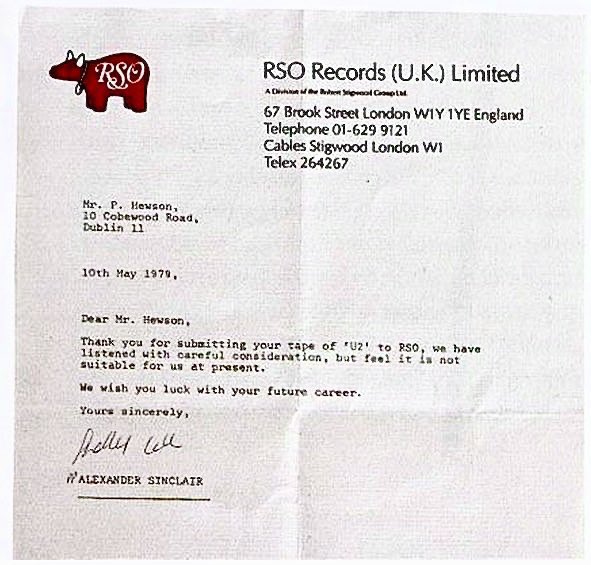 RSO
RSO Records (U.K.) Limited
A Division of the Robert Stigwood Group Ltd.
67 Brook Street London W1Y 1YE England
Telephone 01-629 9121
Cables Stigwood London W1
Telex 264267
Mr. P. Hewson,
10 Cobewood Road,
Dublin 11
10th May 1979,
Dear Mr. Hewson,
Thank you for submitting your tape of 'U2' to RSO, we have
listened with careful consideration, but feel it is not
suitable for us at present.
We wish you luck with your future career.
Yours sincerely,
ALEXANDER SINCLAIR